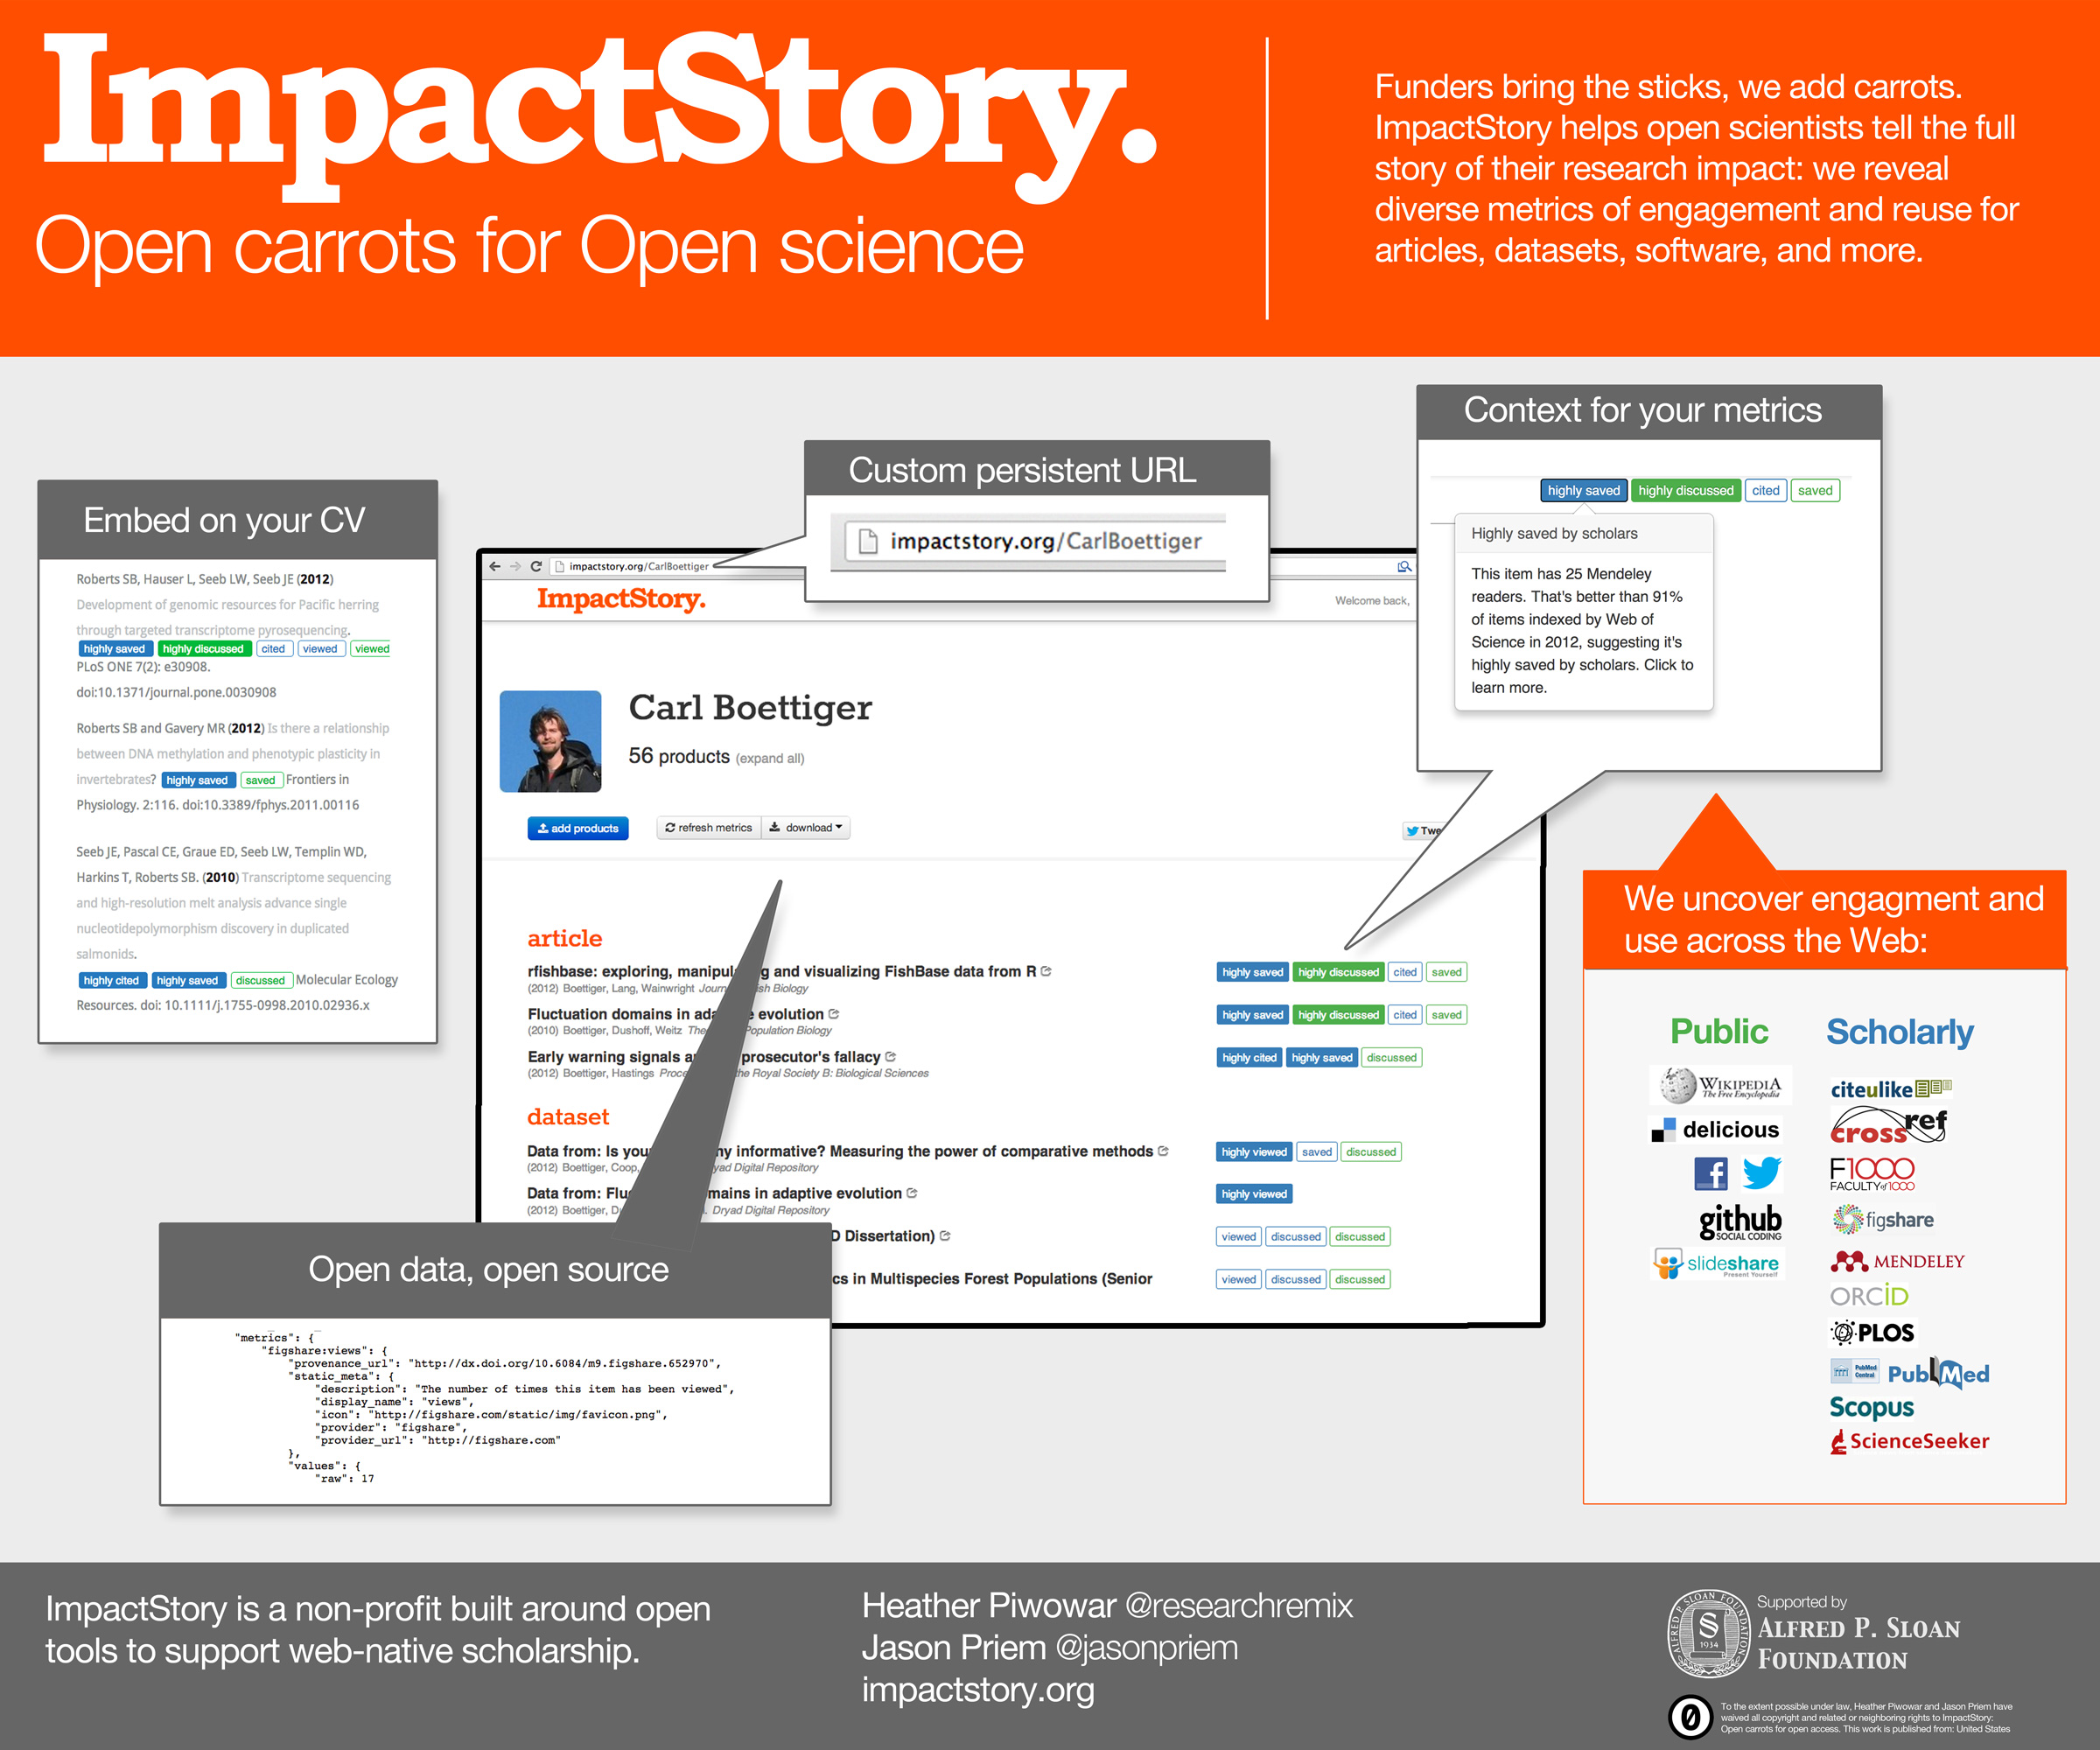 ImpactStory.
Open carrots for Open science
Funders bring the sticks, we add carrots.
ImpactStory helps open scientists tell the full
story of their research impact: we reveal
diverse metrics of engagement and reuse for
articles, datasets, software, and more.
Embed on your CV
Roberts SB, Hauser L, Seeb LW, Seeb JE (2012)
Development of genomic resources for Pacific herring
through targeted transcriptome pyrosequencing.
highly saved highly discussed cited viewed viewed
PLoS ONE 7(2): e30908.
doi:10.1371/journal.pone.0030908
Roberts SB and Gavery MR (2012) Is there a relationship
between DNA methylation and phenotypic plasticity in
invertebrates? highly saved saved Frontiers in
Physiology. 2:116. doi:10.3389/fphys.2011.00116
Seeb JE, Pascal CE, Graue ED, Seeb LW, Templin WD,
Harkins T, Roberts SB. (2010) Transcriptome sequencing
and high-resolution melt analysis advance single
nucleotidepolymorphism discovery in duplicated
salmonids.
highly cited highly saved discussed Molecular Ecology
Resources. doi: 10.1111/j.1755-0998.2010.02936.x
Custom persistent URL
impactstory.org/CarlBoettiger
Context for your metrics
highly saved highly discussed cited saved
Highly saved by scholars
This item has 25 Mendeley
readers. That's better than 91%
of items indexed by Web of
Science in 2012, suggesting it's
highly saved by scholars. Click to
learn more.
impactstory.org/CarlBoettiger
ImpactStory.
Welcome back,
Carl Boettiger
56 products (expand all)
add products refresh metrics download
Twe
article
rfishbase: exploring, manipul g and visualizing FishBase data from R
highly saved highly discussed cited saved
(2012) Boettiger, Lang, Wainwright Journ sh Biology
Fluctuation domains in ada e evolution
highly saved highly discussed cited saved
(2010) Boettiger, Dushoff, Weitz The Population Biology
Early warning signals a prosecutor's fallacy
highly cited highly saved discussed
(2012) Boettiger, Hastings Proce the Royal Society B: Biological Sciences
dataset
Data from: Is you ny informative? Measuring the power of comparative methods
highly viewed saved discussed
(2012) Boettiger, Coop, yad Digital Repository
Data from: Flu mains in adaptive evolution
highly viewed
(2012) Boettiger, D . Dryad Digital Repository
D Dissertation)
viewed discussed discussed
cs in Multispecies Forest Populations (Senior
viewed discussed discussed
Open data, open source
"metrics": {
"figshare:views": {
"provenance_url": "http://dx.doi.org/10.6084/m9.figshare.652970",
"static_meta": {
"description": "The number of times this item has been viewed",
"display_name": "views",
"icon": "http://figshare.com/static/img/favicon.png",
"provider": "figshare",
"provider_url": "http://figshare.com"
},
"values": {
"raw": 17
We uncover engagment and
use across the Web:
Public
WIKIPEDIA
The Free Encyclopedia
delicious
github
SOCIAL CODING
slideshare
Present Yourself
Scholarly
citeulike
crossref
F1000
FACULTY of 1000
figshare
MENDELEY
ORCID
PLOS
PubMed Central PubMed
Scopus
ScienceSeeker
ImpactStory is a non-profit built around open
tools to support web-native scholarship.
Heather Piwowar @researchremix
Jason Priem @jasonpriem
impactstory.org
ALFRED P. SLOAN FOUNDATION
1934
Supported by
ALFRED P. SLOAN
FOUNDATION
To the extent possible under law, Heather Piwowar and Jason Priem have
waived all copyright and related or neighboring rights to ImpactStory:
Open carrots for open access. This work is published from: United States